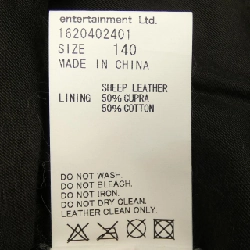 entertainment Ltd.
1620402401
SIZE 140
MADE IN CHINA
SHEEP LEATHER
LINING 50% CUPRA
50% COTTON
DO NOT WASH.
DO NOT BLEACH.
DO NOT IRON.
DO NOT DRY CLEAN.
LEATHER CLEAN ONLY.